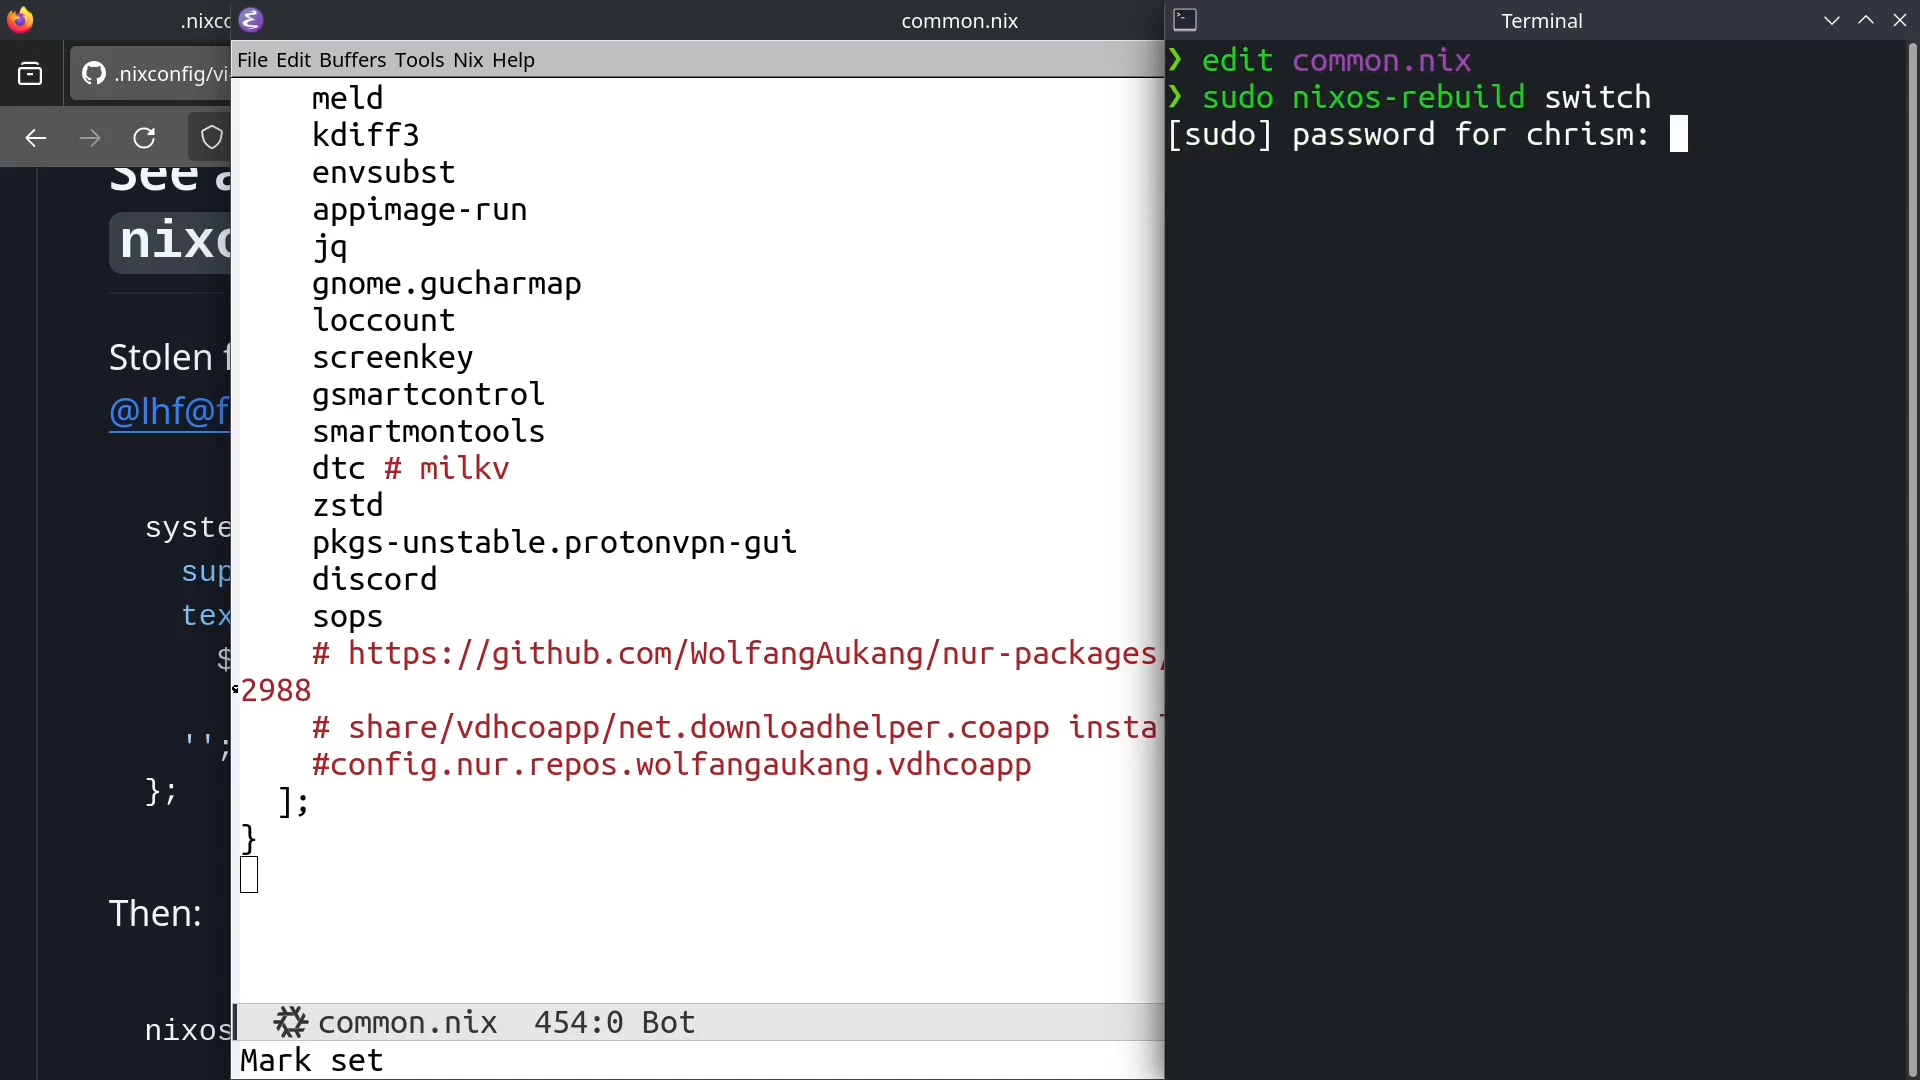 .nixco
.nixconfig/vi
See a
nixo
Stolen f
@lhf@f
syste
sup
tex
$
'';
};
Then:
nixos
common.nix
File Edit Buffers Tools Nix Help
meld
kdiff3
envsubst
appimage-run
jq
gnome.gucharmap
loccount
screenkey
gsmartcontrol
smartmontools
dtc # milkv
zstd
pkgs-unstable.protonvpn-gui
discord
sops
# https://github.com/WolfangAukang/nur-packages/
2988
# share/vdhcoapp/net.downloadhelper.coapp instal
#config.nur.repos.wolfangaukang.vdhcoapp
];
}
common.nix 454:0 Bot
Mark set
Terminal
❯ edit common.nix
❯ sudo nixos-rebuild switch
[sudo] password for chrism: